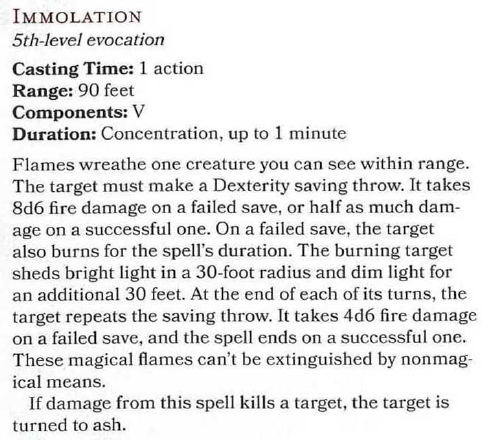 IMMOLATION
5th-level evocation
Casting Time: 1 action
Range: 90 feet
Components: V
Duration: Concentration, up to 1 minute
Flames wreathe one creature you can see within range.
The target must make a Dexterity saving throw. It takes
8d6 fire damage on a failed save, or half as much dam-
age on a successful one. On a failed save, the target
also burns for the spell's duration. The burning target
sheds bright light in a 30-foot radius and dim light for
an additional 30 feet. At the end of each of its turns, the
target repeats the saving throw. It takes 4d6 fire damage
on a failed save, and the spell ends on a successful one.
These magical flames can't be extinguished by nonmag-
ical means.
If damage from this spell kills a target, the target is
turned to ash.